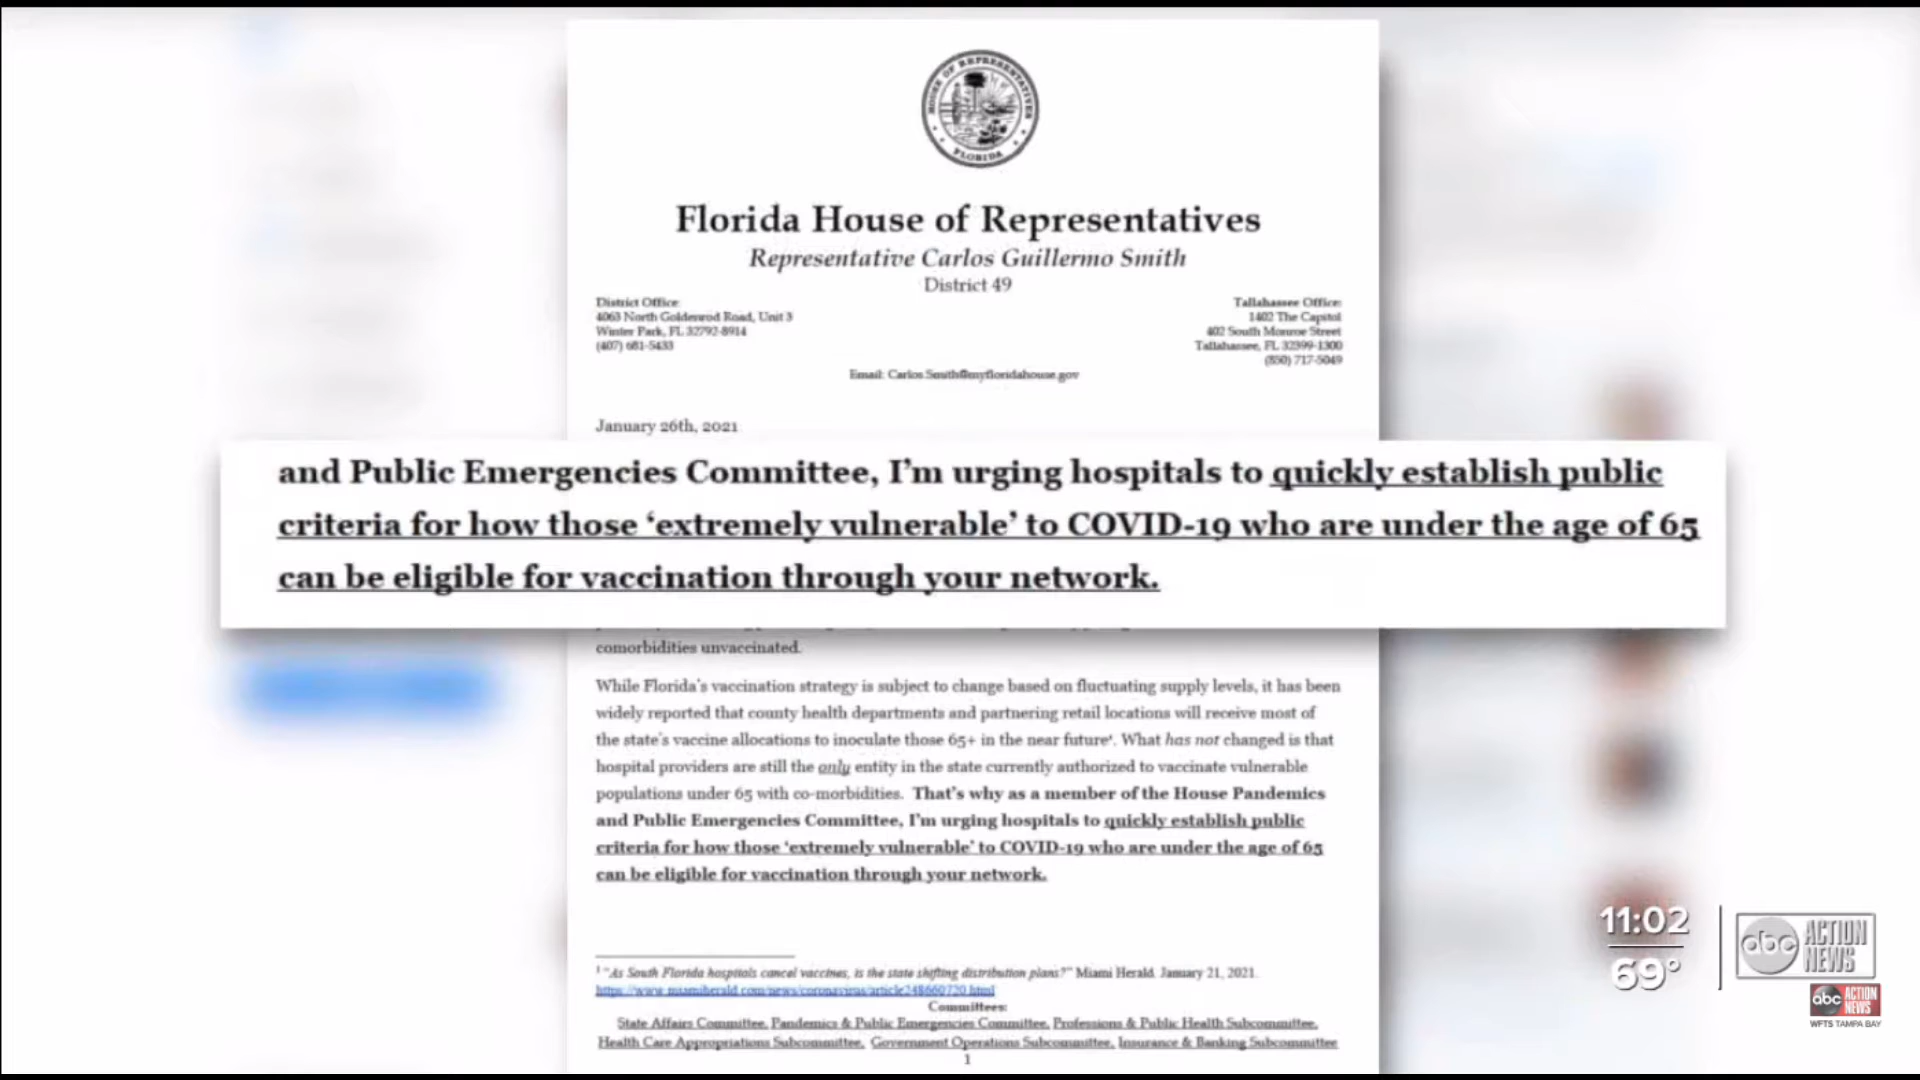 HOUSE OF REPRESENTATIVES
FLORIDA
Florida House of Representatives
Representative Carlos Guillermo Smith
District 49
District Office:
4063 North Goldenrod Road, Unit 3
Winter Park, FL 32792-8914
(407) 681-5433
Tallahassee Office:
1402 The Capitol
402 South Monroe Street
Tallahassee, FL 32399-1300
(850) 717-5049
Email: Carlos.Smith@myfloridahouse.gov
January 26th, 2021
and Public Emergencies Committee, I'm urging hospitals to quickly establish public
criteria for how those ‘extremely vulnerable’ to COVID-19 who are under the age of 65
can be eligible for vaccination through your network.
comorbidities unvaccinated.
While Florida's vaccination strategy is subject to change based on fluctuating supply levels, it has been
widely reported that county health departments and partnering retail locations will receive most of
the state's vaccine allocations to inoculate those 65+ in the near future¹. What has not changed is that
hospital providers are still the only entity in the state currently authorized to vaccinate vulnerable
populations under 65 with co-morbidities. That's why as a member of the House Pandemics
and Public Emergencies Committee, I'm urging hospitals to quickly establish public
criteria for how those ‘extremely vulnerable’ to COVID-19 who are under the age of 65
can be eligible for vaccination through your network.
¹ "As South Florida hospitals cancel vaccines, is the state shifting distribution plans?" Miami Herald. January 21, 2021.
https://www.miamiherald.com/news/coronavirus/article248660720.html
Committees:
State Affairs Committee, Pandemics & Public Emergencies Committee, Professions & Public Health Subcommittee,
Health Care Appropriations Subcommittee, Government Operations Subcommittee, Insurance & Banking Subcommittee
1
11:02
69°
abc ACTION NEWS
abc ACTION NEWS
WFTS TAMPA BAY